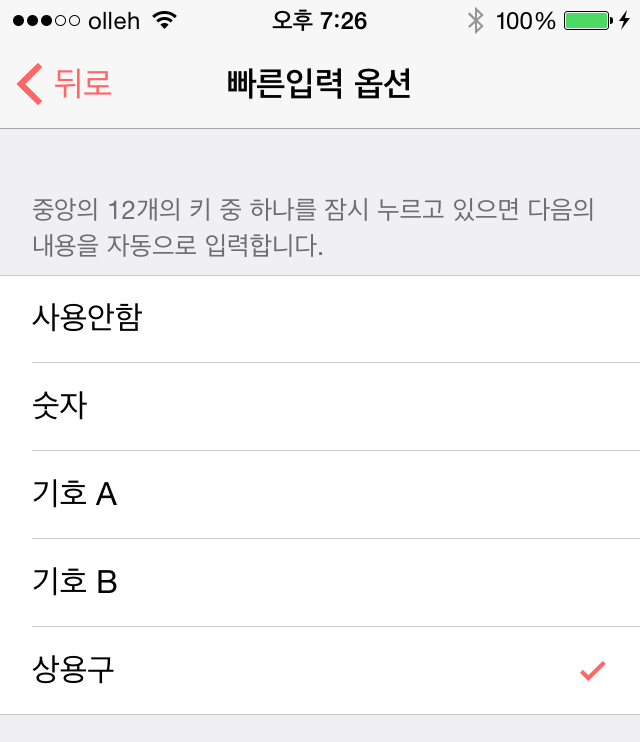 olleh 오후 7:26 100%
뒤로 빠른입력 옵션
중앙의 12개의 키 중 하나를 잠시 누르고 있으면 다음의
내용을 자동으로 입력합니다.
사용안함
숫자
기호 A
기호 B
상용구